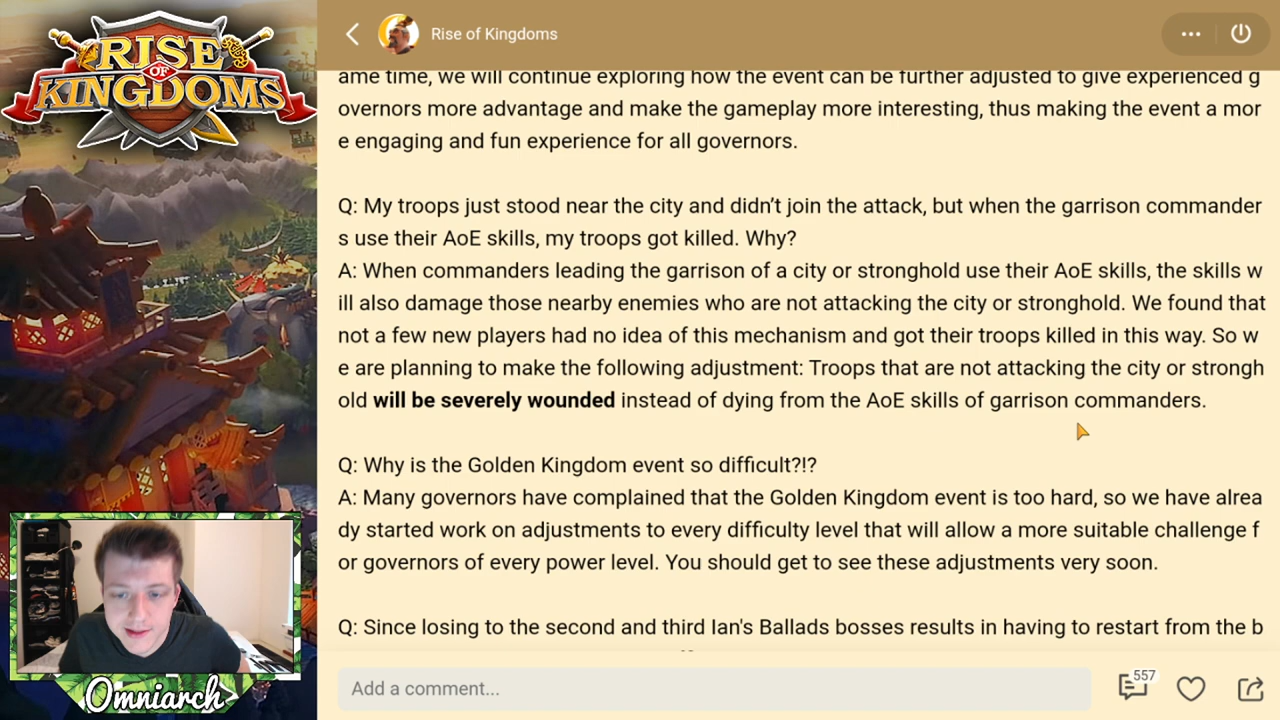 RISE
OF
KINGDOMS
Rise of Kingdoms
ame time, we will continue exploring how the event can be further adjusted to give experienced g
overnors more advantage and make the gameplay more interesting, thus making the event a mor
e engaging and fun experience for all governors.
Q: My troops just stood near the city and didn’t join the attack, but when the garrison commander
s use their AoE skills, my troops got killed. Why?
A: When commanders leading the garrison of a city or stronghold use their AoE skills, the skills w
ill also damage those nearby enemies who are not attacking the city or stronghold. We found that
not a few new players had no idea of this mechanism and got their troops killed in this way. So w
e are planning to make the following adjustment: Troops that are not attacking the city or strongh
old will be severely wounded instead of dying from the AoE skills of garrison commanders.
Q: Why is the Golden Kingdom event so difficult?!?
A: Many governors have complained that the Golden Kingdom event is too hard, so we have alrea
dy started work on adjustments to every difficulty level that will allow a more suitable challenge f
or governors of every power level. You should get to see these adjustments very soon.
Q: Since losing to the second and third Ian's Ballads bosses results in having to restart from the b
Add a comment...
557
Omniarch